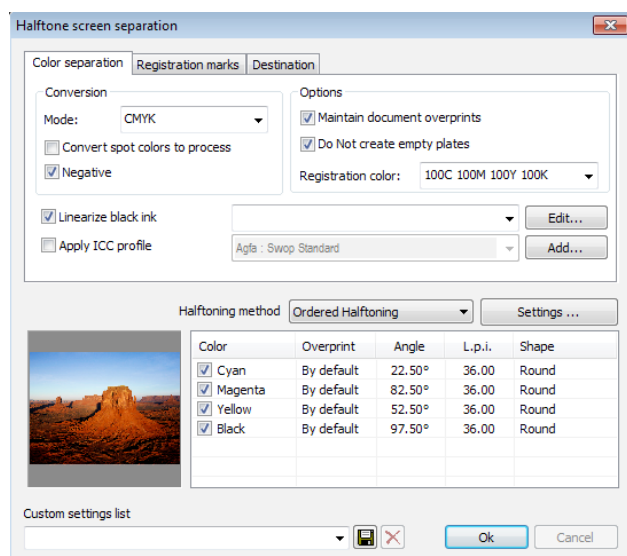 Halftone screen separation
Color separation Registration marks Destination
Conversion Options
Mode: CMYK Maintain document overprints
Convert spot colors to process Do Not create empty plates
Negative Registration color: 100C 100M 100Y 100K
Linearize black ink Edit...
Apply ICC profile Agfa : Swop Standard Add...
Halftoning method Ordered Halftoning Settings ...
Color Overprint Angle L.p.i. Shape
Cyan By default 22.50° 36.00 Round
Magenta By default 82.50° 36.00 Round
Yellow By default 52.50° 36.00 Round
Black By default 97.50° 36.00 Round
Custom settings list
Ok Cancel